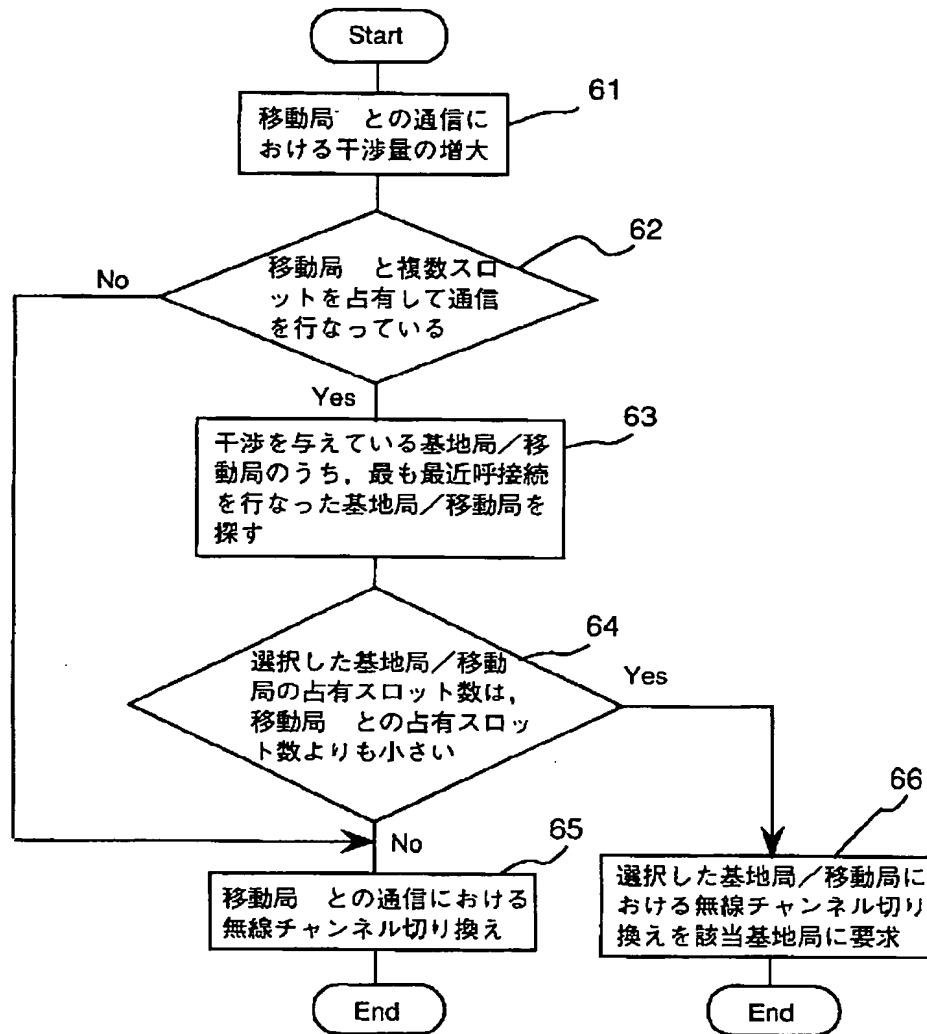 Start
61
移動局 との通信に
おける干渉量の増大
62
No
移動局 と複数スロ
ットを占有して通信
を行なっている
Yes
63
干渉を与えている基地局／移
動局のうち，最も最近呼接続
を行なった基地局／移動局を
探す
64
選択した基地局／移動
局の占有スロット数は，
移動局 との占有スロッ
ト数よりも小さい
Yes
No
65
移動局 との通信における
無線チャンネル切り換え
End
66
選択した基地局／移動局に
おける無線チャンネル切り
換えを該当基地局に要求
End